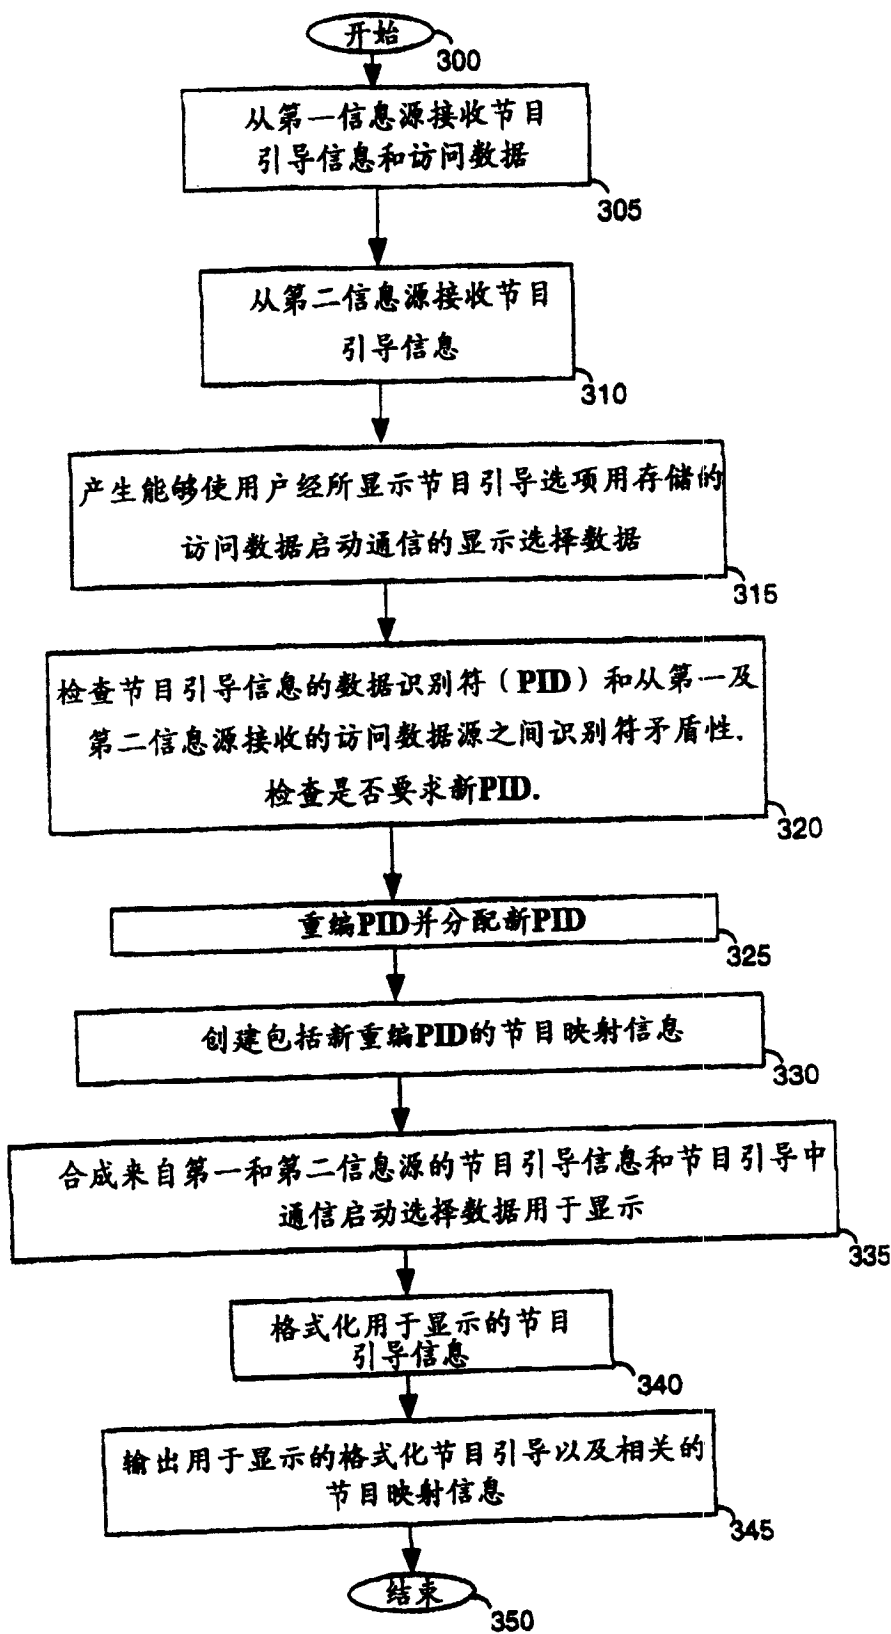 开始
300
从第一信息源接收节目
引导信息和访问数据
305
从第二信息源接收节目
引导信息
310
产生能够使用户经所显示节目引导选项用存储的
访问数据启动通信的显示选择数据
315
检查节目引导信息的数据识别符（PID）和从第一及
第二信息源接收的访问数据源之间识别符矛盾性.
检查是否要求新PID.
320
重编PID并分配新PID
325
创建包括新重编PID的节目映射信息
330
合成来自第一和第二信息源的节目引导信息和节目引导中
通信启动选择数据用于显示
335
格式化用于显示的节目
引导信息
340
输出用于显示的格式化节目引导以及相关的
节目映射信息
345
结束
350